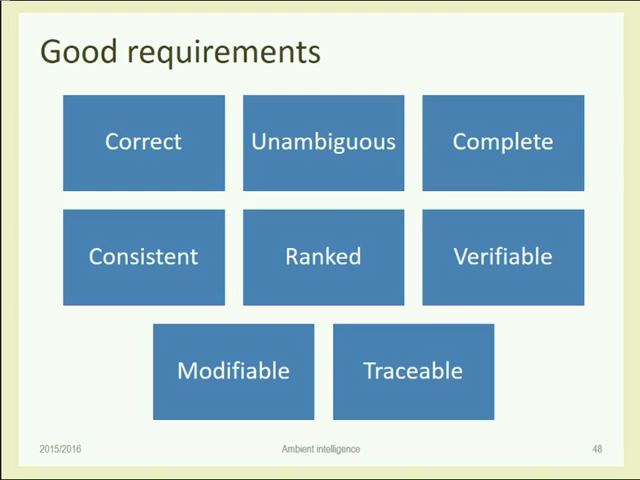 Good requirements
Correct
Unambiguous
Complete
Consistent
Ranked
Verifiable
Modifiable
Traceable
2015/2016
Ambient intelligence
48